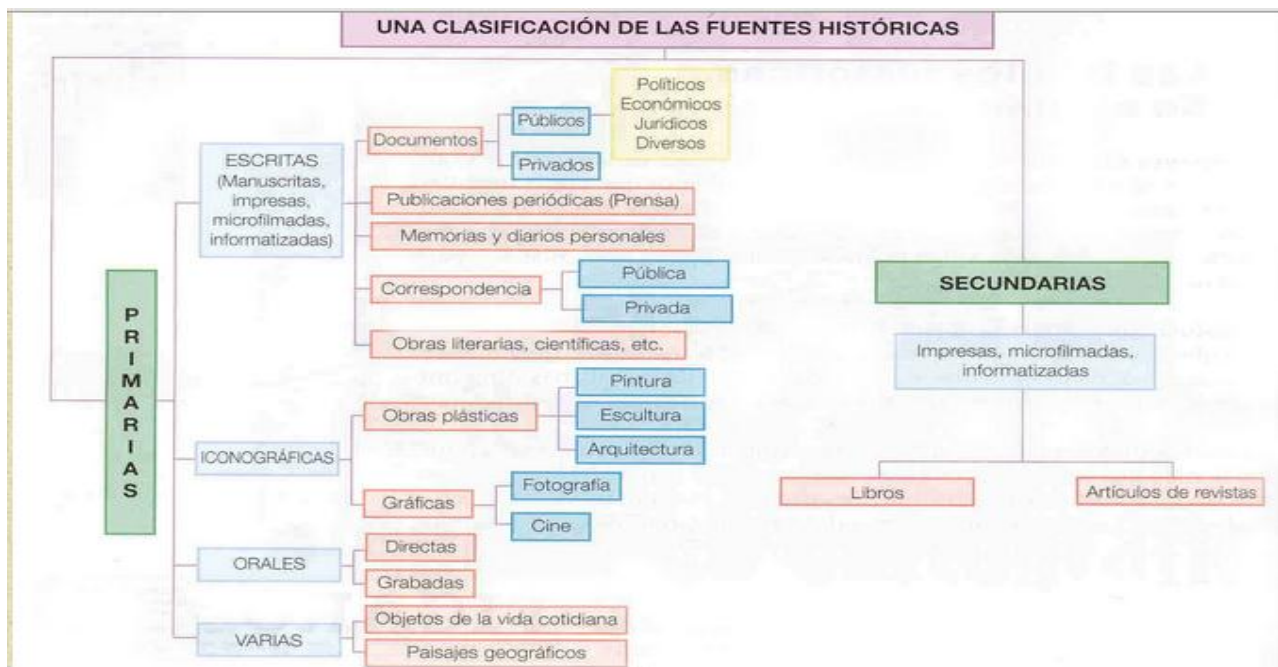 UNA CLASIFICACIÓN DE LAS FUENTES HISTÓRICAS
PRIMARIAS
ESCRITAS
(Manuscritas,
impresas,
microfilmadas,
informatizadas)
Documentos
Públicos
Políticos
Económicos
Jurídicos
Diversos
Privados
Publicaciones periódicas (Prensa)
Memorias y diarios personales
Correspondencia
Pública
Privada
Obras literarias, científicas, etc.
ICONOGRÁFICAS
Obras plásticas
Pintura
Escultura
Arquitectura
Gráficas
Fotografía
Cine
ORALES
Directas
Grabadas
VARIAS
Objetos de la vida cotidiana
Paisajes geográficos
SECUNDARIAS
Impresas, microfilmadas,
informatizadas
Libros
Artículos de revistas